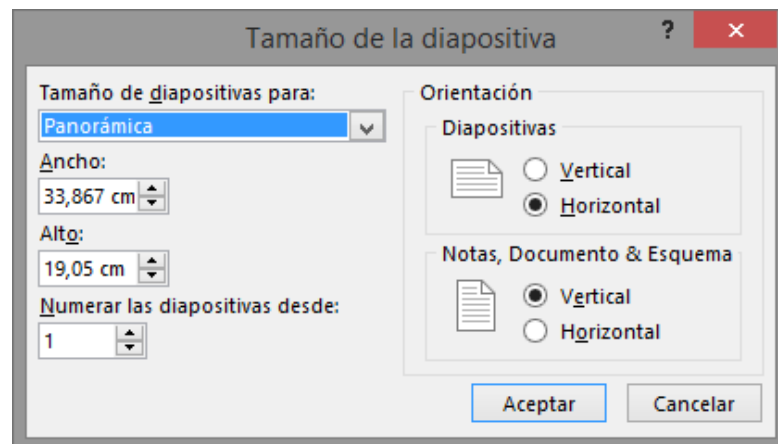 Tamaño de la diapositiva
?
Tamaño de diapositivas para:
Panorámica
Ancho:
33,867 cm
Alto:
19,05 cm
Numerar las diapositivas desde:
1
Orientación
Diapositivas
Vertical
Horizontal
Notas, Documento & Esquema
Vertical
Horizontal
Aceptar
Cancelar